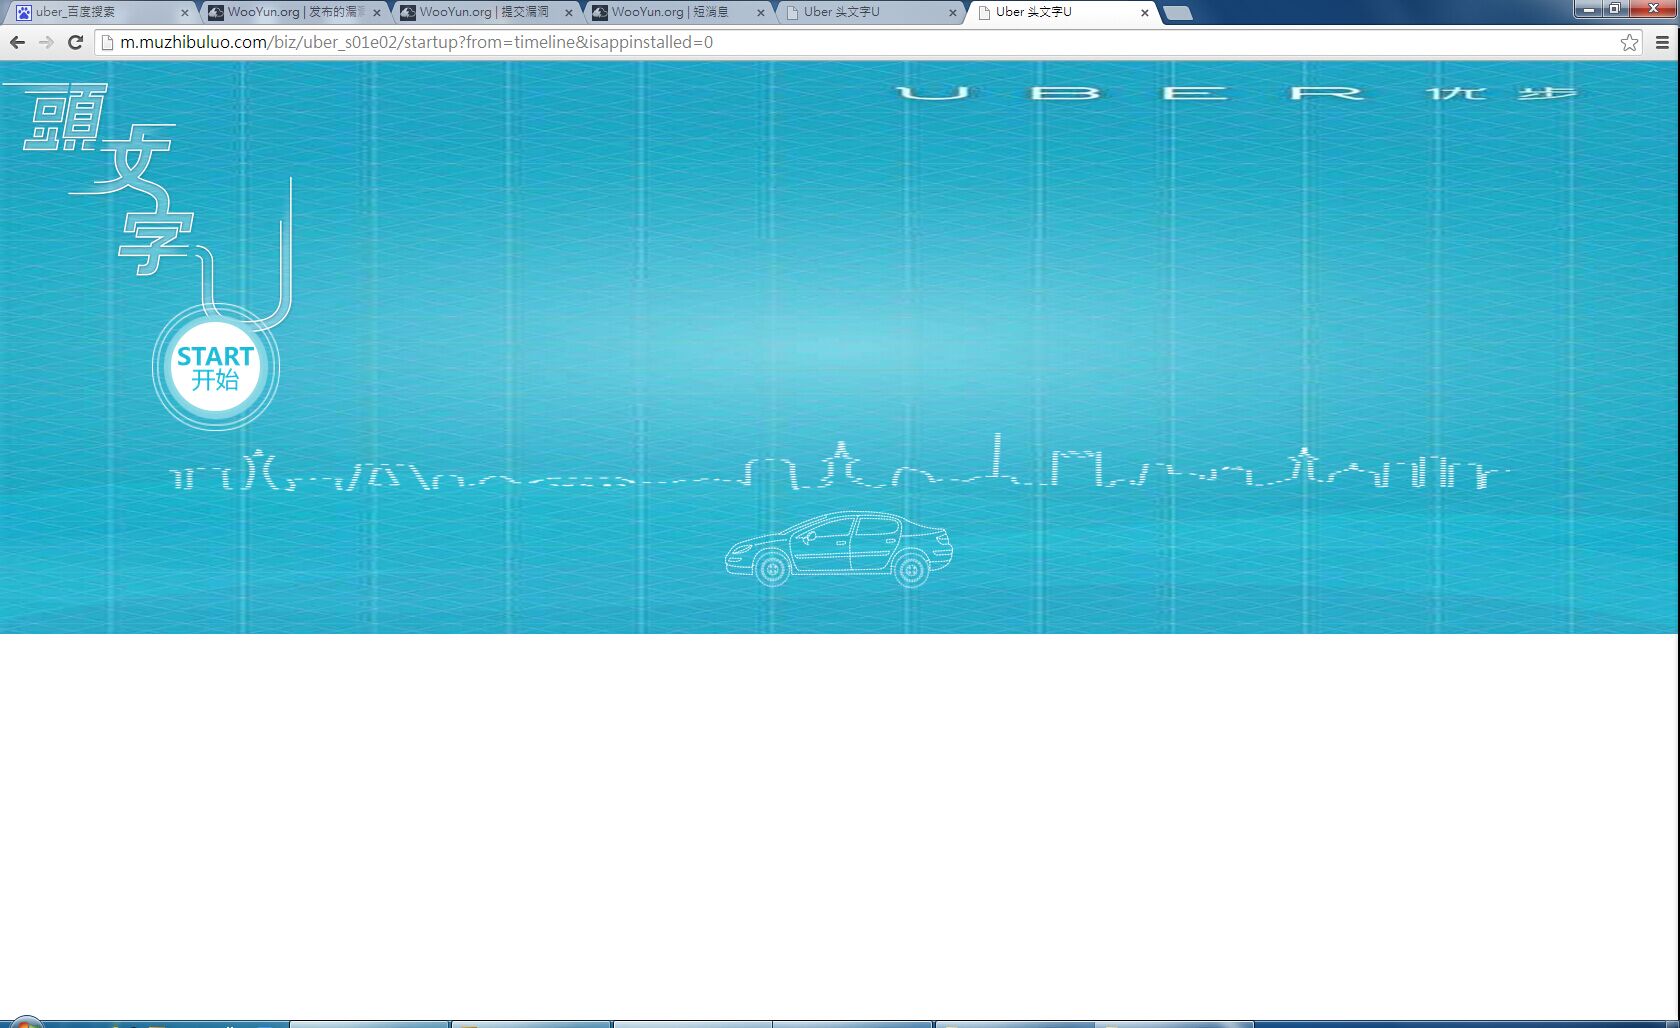 uber_百度搜索
WooYun.org | 发布的漏
WooYun.org | 提交漏洞
WooYun.org | 短消息
Uber 头文字U
Uber 头文字U
m.muzhibuluo.com/biz/uber_s01e02/startup?from=timeline&isappinstalled=0
UBER 优步
頭文字U
START
开始